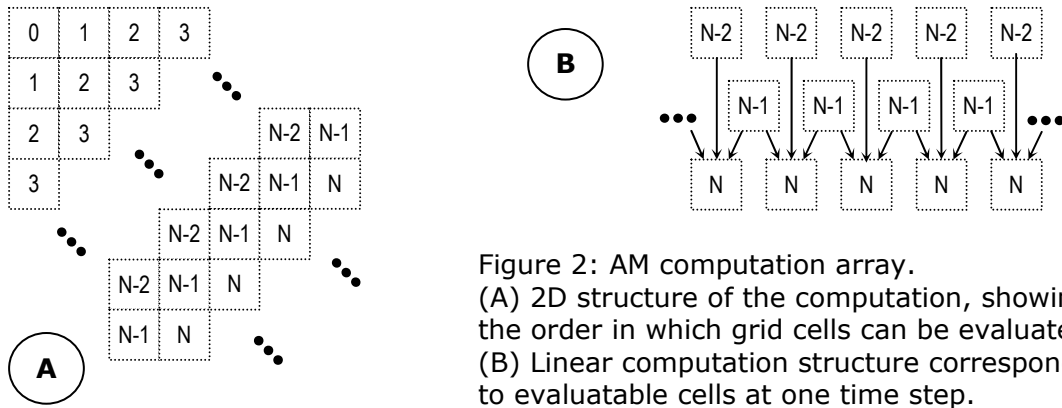 0 1 2 3
1 2 3
2 3
3
N-2 N-1
N-2 N-1 N
N-2 N-1 N
N-2 N-1 N
N-1 N
A
B
N-2 N-2 N-2 N-2 N-2
N-1 N-1 N-1 N-1
N N N N N
Figure 2: AM computation array.
(A) 2D structure of the computation, showin
the order in which grid cells can be evaluate
(B) Linear computation structure correspon
to evaluatable cells at one time step.